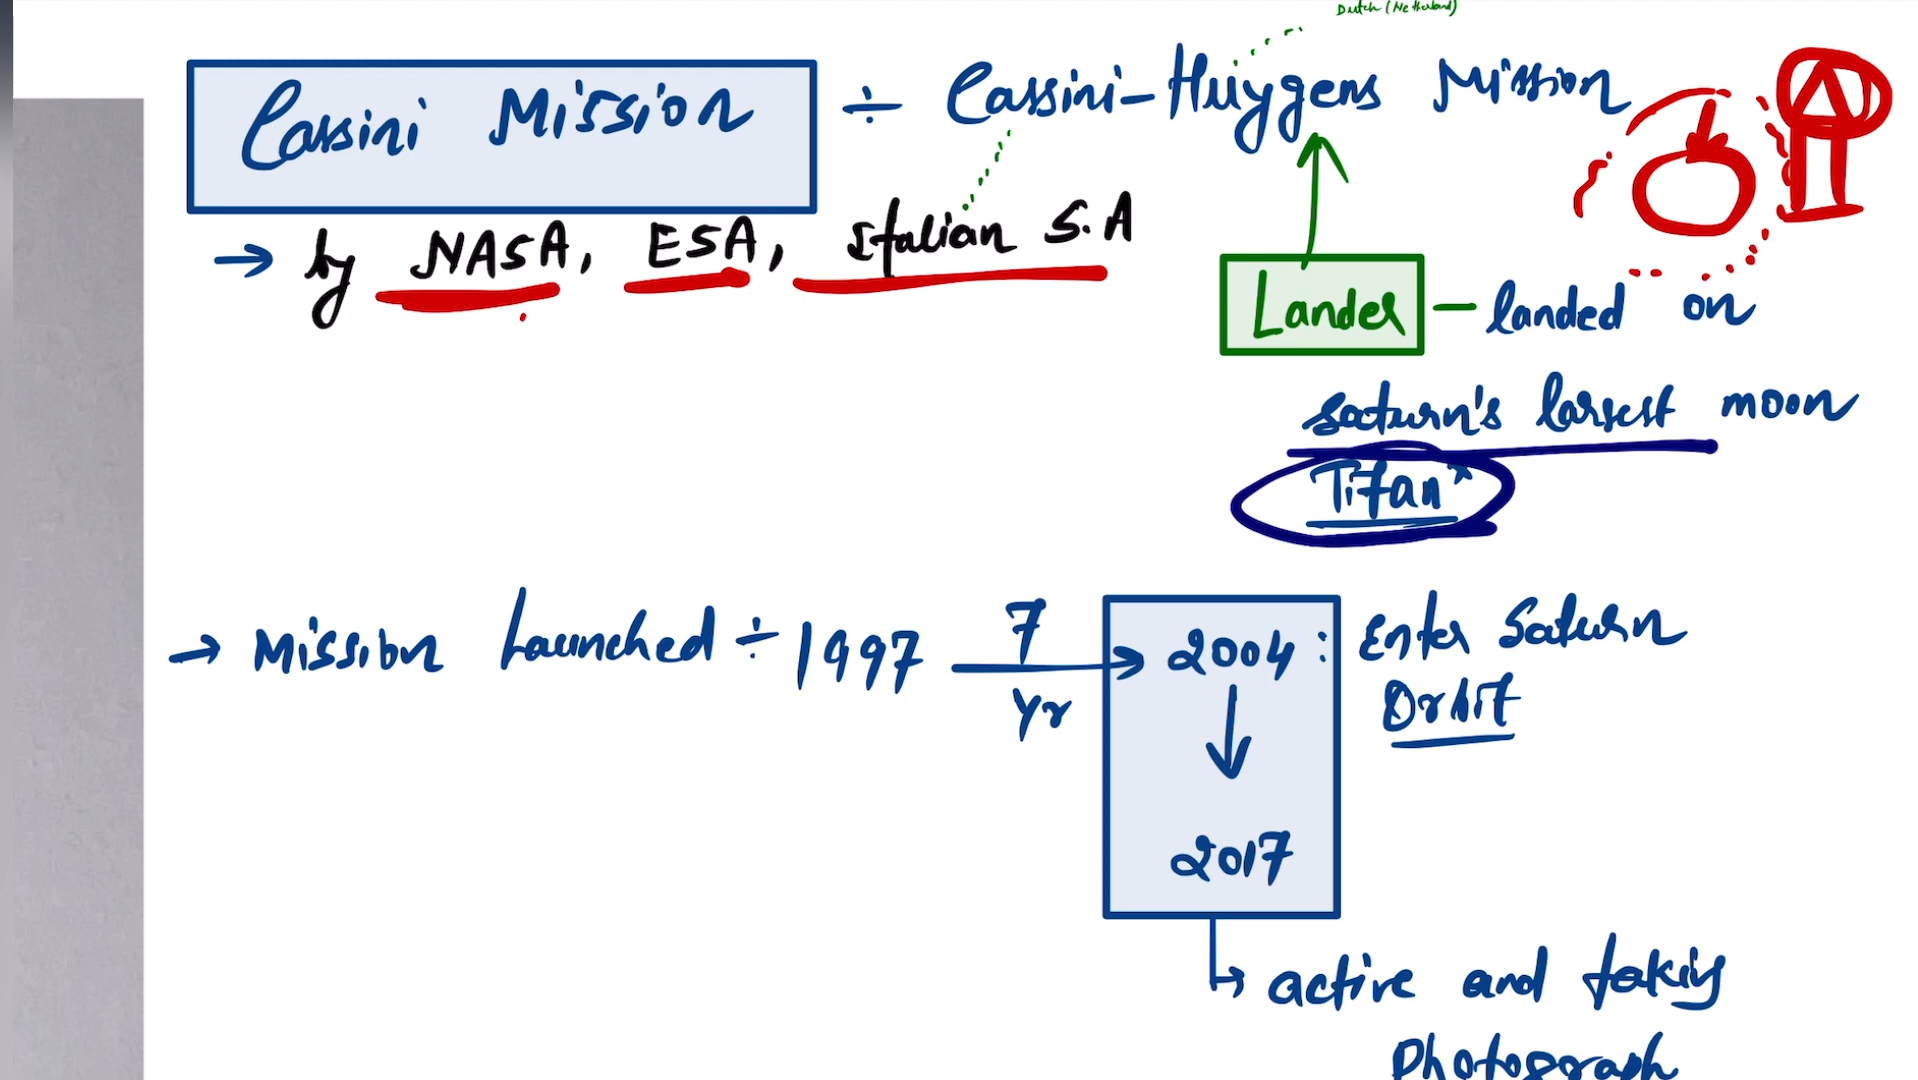 Dutch (Netherland)
Cassini Mission ÷ Cassini-Huygens Mission
→ by NASA, ESA, Italian S.A
Lander — landed on
Saturn's largest moon
Titan*
→ Mission Launched ÷ 1997 7 yr → 2004 : Enter Saturn
Orbit
↓
2017
↳ active and taking
Photograph